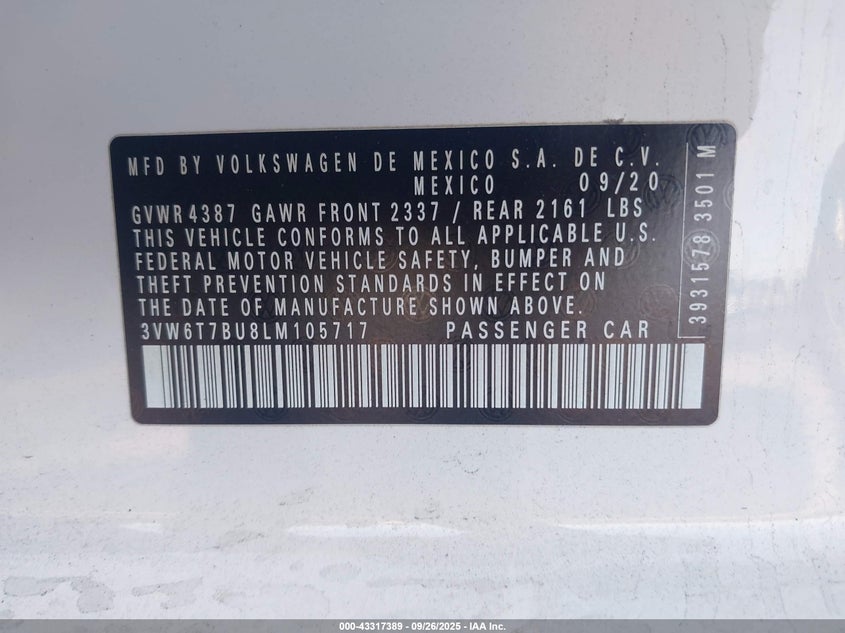 MFD BY VOLKSWAGEN DE MEXICO S.A. DE C.V.
MEXICO 09/20
GVWR 4387 GAWR FRONT 2337 / REAR 2161 LBS
THIS VEHICLE CONFORMS TO ALL APPLICABLE U.S.
FEDERAL MOTOR VEHICLE SAFETY, BUMPER AND
THEFT PREVENTION STANDARDS IN EFFECT ON
THE DATE OF MANUFACTURE SHOWN ABOVE.
3VW6T7BU8LM105717 PASSENGER CAR
3931578 3501 M
000-43317389 - 09/26/2025 - IAA Inc.